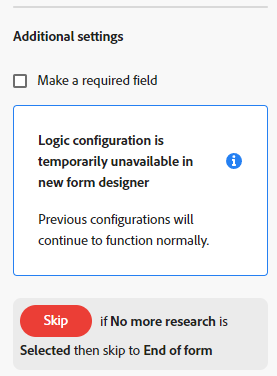 Additional settings
Make a required field
Logic configuration is
temporarily unavailable in
new form designer
Previous configurations will
continue to function normally.
Skip if No more research is
Selected then skip to End of form